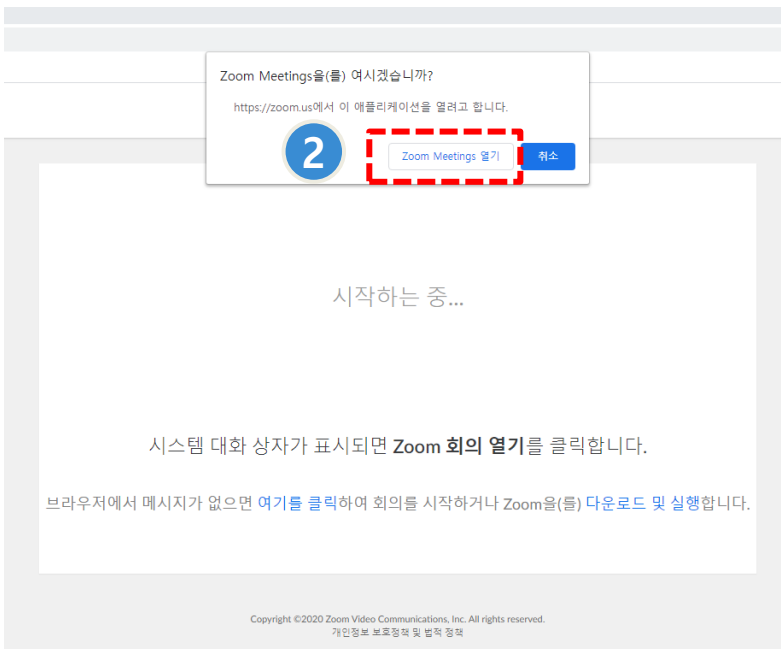 Zoom Meetings을(를) 여시겠습니까?
https://zoom.us에서 이 애플리케이션을 열려고 합니다.
2
Zoom Meetings 열기
취소
시작하는 중...
시스템 대화 상자가 표시되면 Zoom 회의 열기를 클릭합니다.
브라우저에서 메시지가 없으면 여기를 클릭하여 회의를 시작하거나 Zoom을(를) 다운로드 및 실행합니다.
Copyright ©2020 Zoom Video Communications, Inc. All rights reserved.
개인정보 보호정책 및 법적 정책